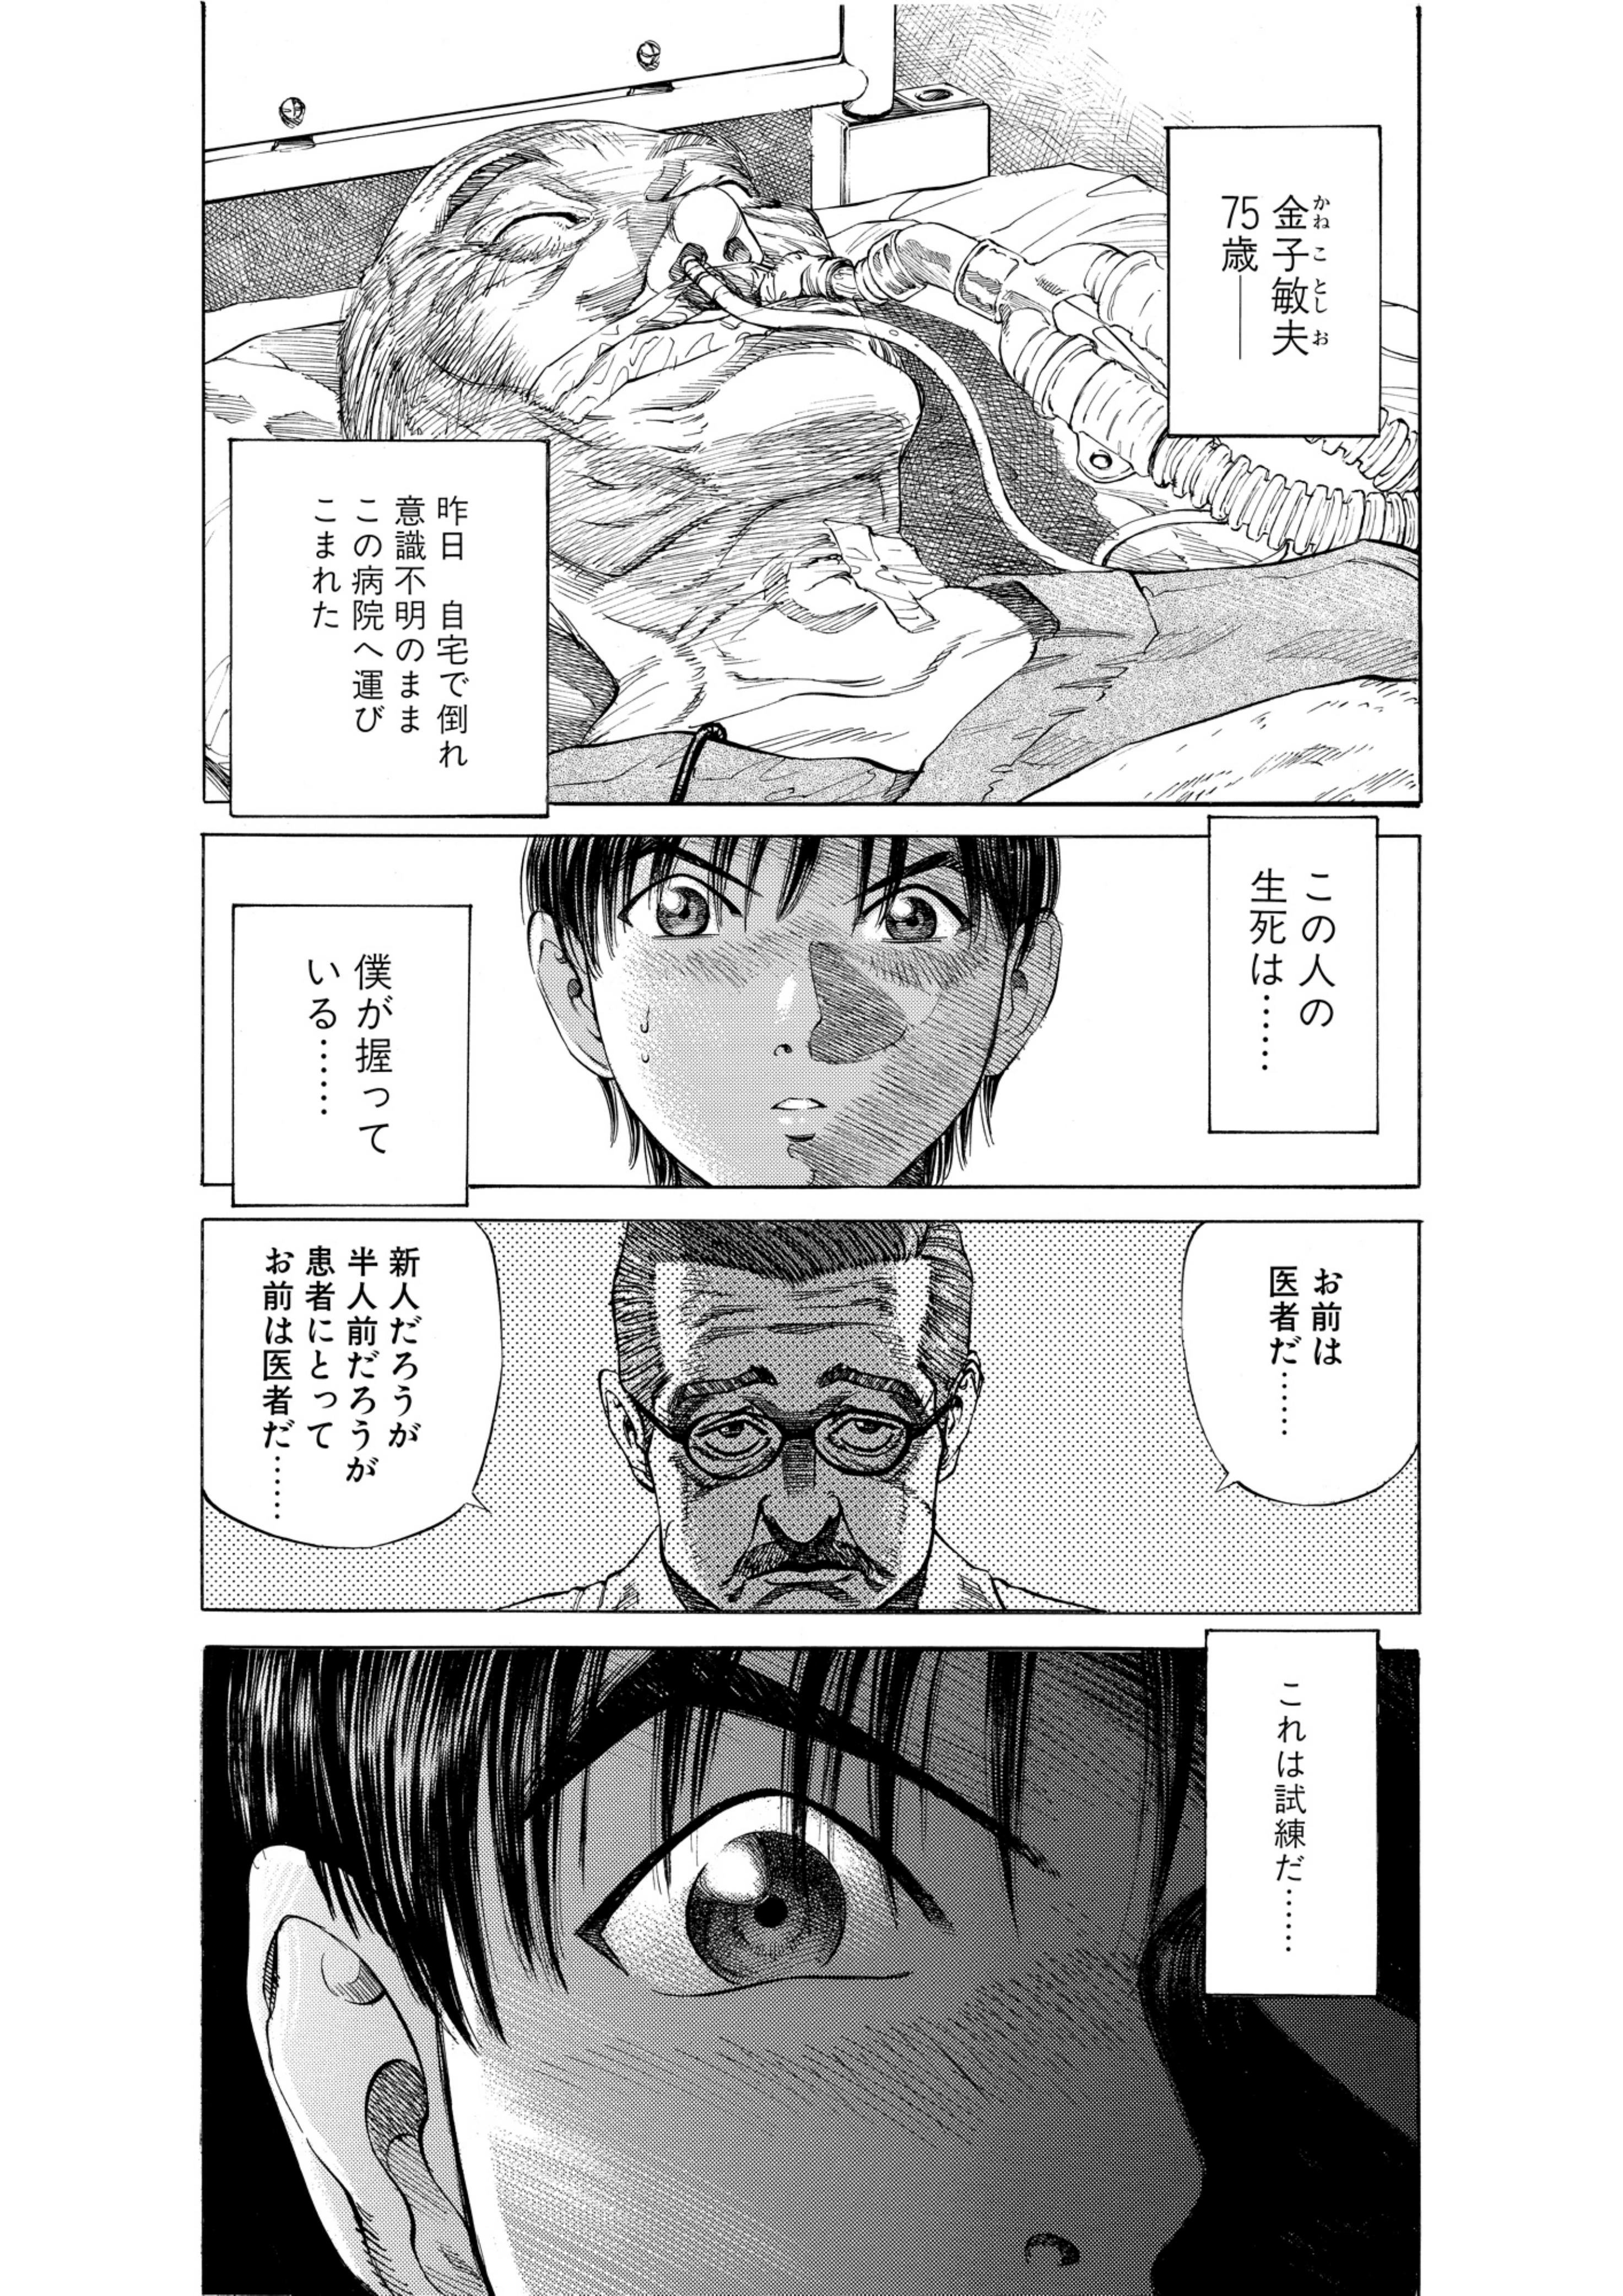 金子敏夫
かねことしお
75歳──
昨日 自宅で倒れ
意識不明のまま
この病院へ運び
こまれた
この人の
生死は……
僕が握って
いる……
お前は
医者だ……
新人だろうが
半人前だろうが
患者にとって
お前は医者だ……
これは試練だ……